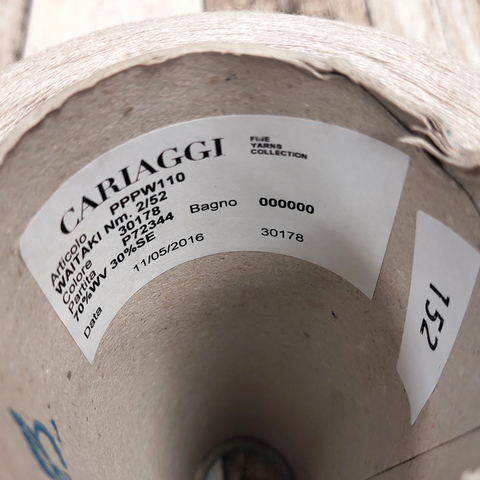 CARIAGGI
FINE
YARNS
COLLECTION
Articolo PPPW110
WAITAKI Nm. 2/52
Colore 30178 Bagno 000000
Partita P72344
70%WV 30%SE
Data 11/05/2016 30178
152